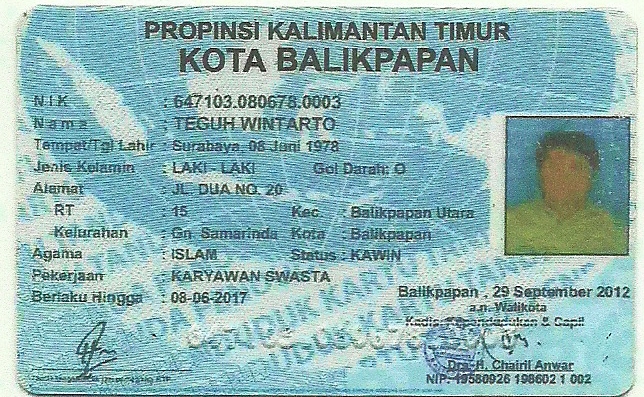 PROPINSI KALIMANTAN TIMUR
KOTA BALIKPAPAN
NIK : 647103.080678.0003
Nama : TEGUH WINTARTO
Tempat/Tgl Lahir : Surabaya, 08 Juni 1978
Jenis Kelamin : LAKI - LAKI Gol Darah: O
Alamat : JL. DUA NO. 20
RT : 15 Kec : Balikpapan Utara
Kelurahan : Gn Samarinda Kota : Balikpapan
Agama : ISLAM Status : KAWIN
Pekerjaan : KARYAWAN SWASTA
Berlaku Hingga : 08-06-2017
Balikpapan , 29 September 2012
a.n. Walikota
Kadis Kependudukan & Capil
Drs. H. Chairil Anwar
NIP. 19580926 198602 1 002